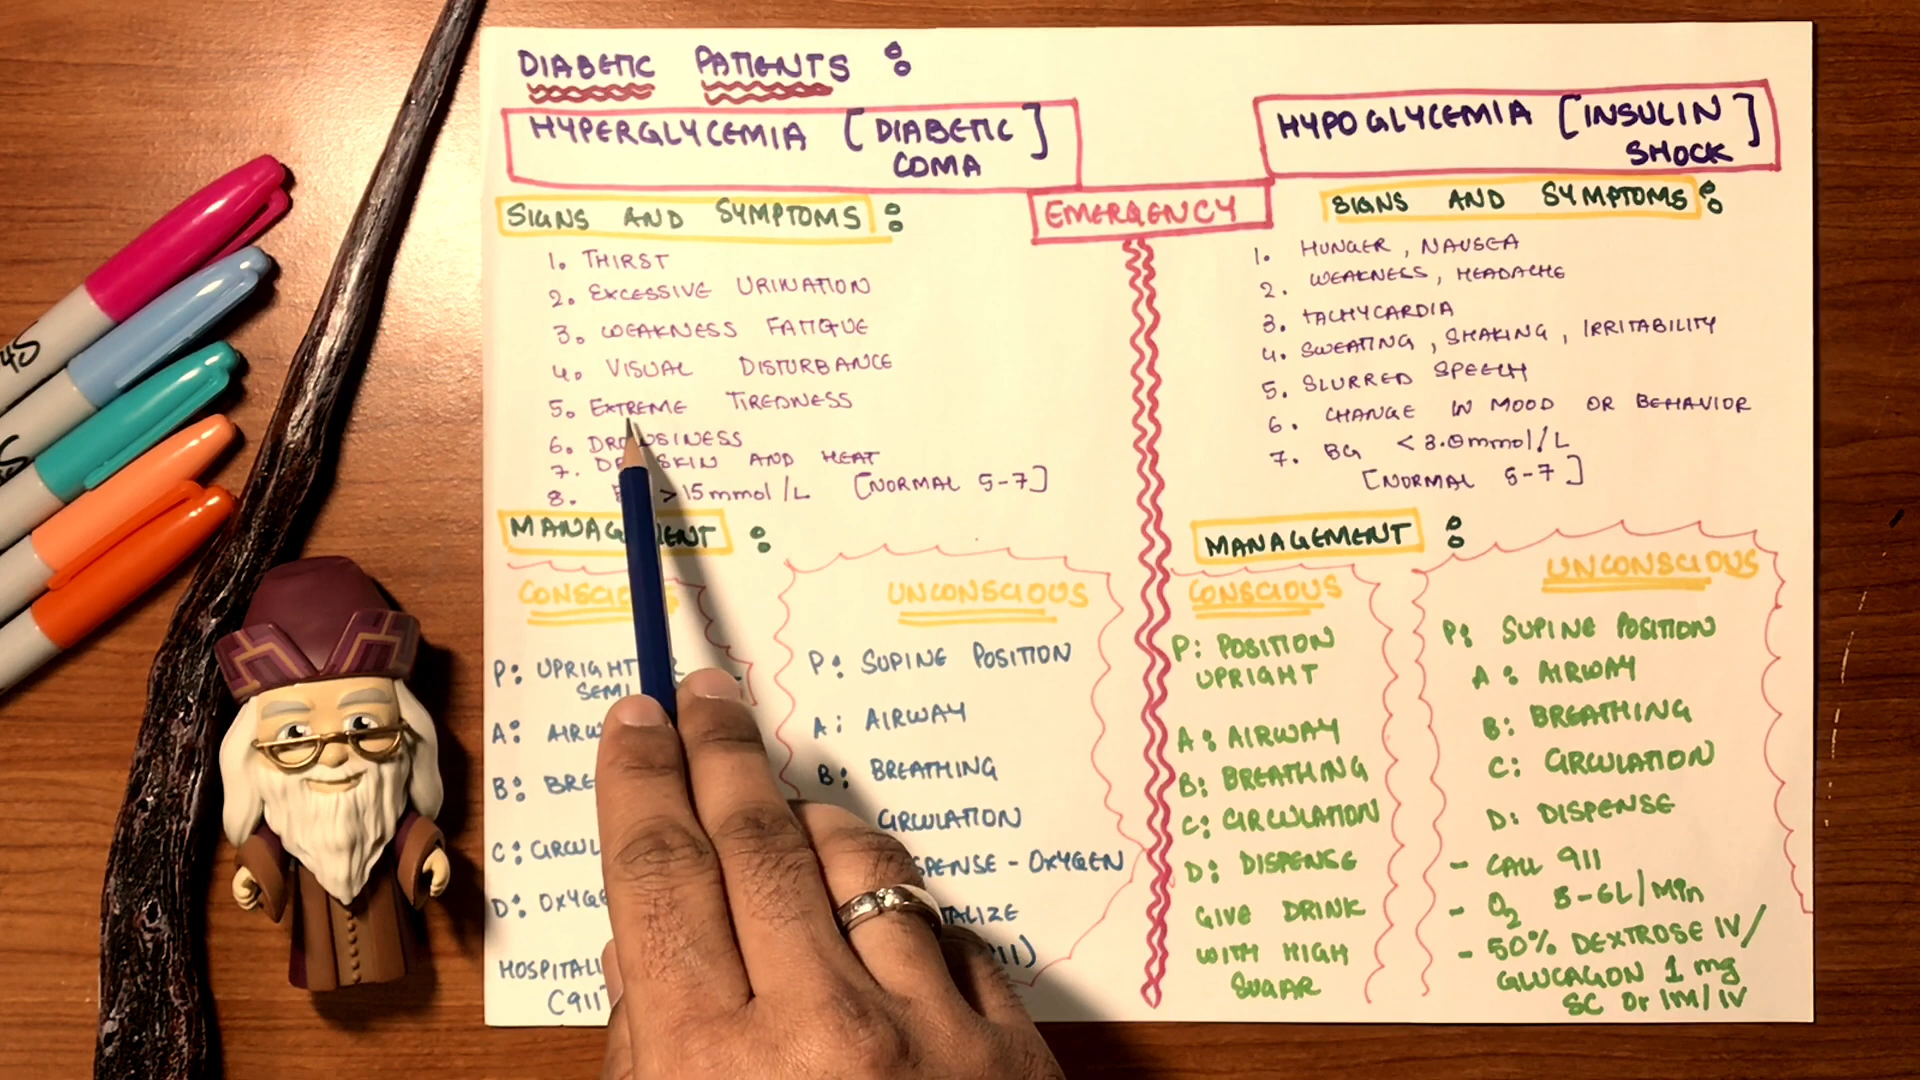 DIABETIC PATIENTS :
HYPERGLYCEMIA [DIABETIC
COMA]
SIGNS AND SYMPTOMS :
1. THIRST
2. EXCESSIVE URINATION
3. WEAKNESS FATIGUE
4. VISUAL DISTURBANCE
5. EXTREME TIREDNESS
6. DROWSINESS
7. SKIN AND HEAT
8. > 15 mmol/L [NORMAL 5-7]
MANAGEMENT :
CONSCIOUS
P: UPRIGHT
SEMI
A:
B:
C:
D:
UNCONSCIOUS
P: SUPINE POSITION
A: AIRWAY
B: BREATHING
CIRCULATION
- OXYGEN
EMERGENCY
HYPOGLYCEMIA [INSULIN
SHOCK]
SIGNS AND SYMPTOMS :
1. HUNGER, NAUSEA
2. WEAKNESS, HEADACHE
3. TACHYCARDIA
4. SWEATING, SHAKING, IRRITABILITY
5. SLURRED SPEECH
6. CHANGE IN MOOD OR BEHAVIOR
7. BG < 3.0 mmol/L
[NORMAL 5-7]
MANAGEMENT :
CONSCIOUS
P: POSITION
UPRIGHT
A: AIRWAY
B: BREATHING
C: CIRCULATION
D: DISPENSE
GIVE DRINK
WITH HIGH
SUGAR
UNCONSCIOUS
P: SUPINE POSITION
A: AIRWAY
B: BREATHING
C: CIRCULATION
D: DISPENSE
- CALL 911
- O2 5-6L/Min
- 50% DEXTROSE IV/
GLUCAGON 1 mg
SC Or IM/IV